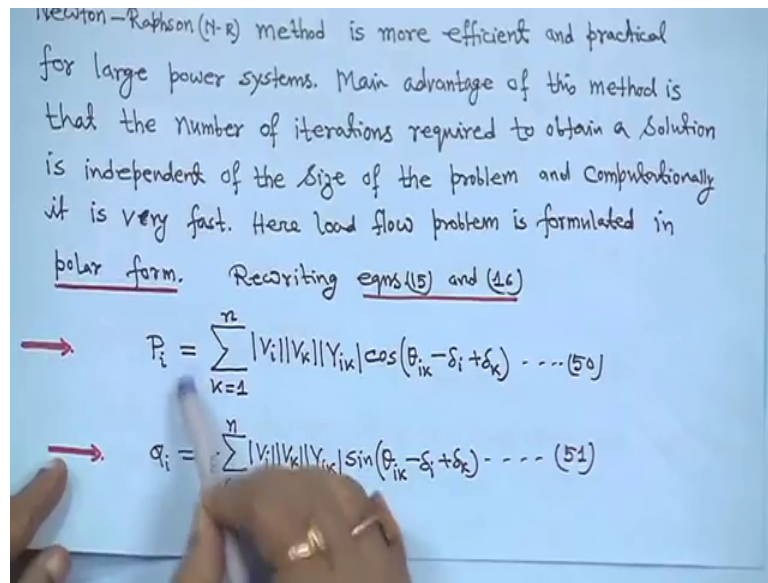 Newton-Raphson (N-R) method is more efficient and practical
for large power systems. Main advantage of this method is
that the number of iterations required to obtain a solution
is independent of the size of the problem and computationally
it is very fast. Here load flow problem is formulated in
polar form. Rewriting eqns.(15) and (16)
Pi = n∑K=1 |Vi||Vk||Yik| cos(θik - δi + δk) ---- (50)
qi = n∑ |Vi||Vk||Yik| sin(θik - δi + δk) ---- (51)